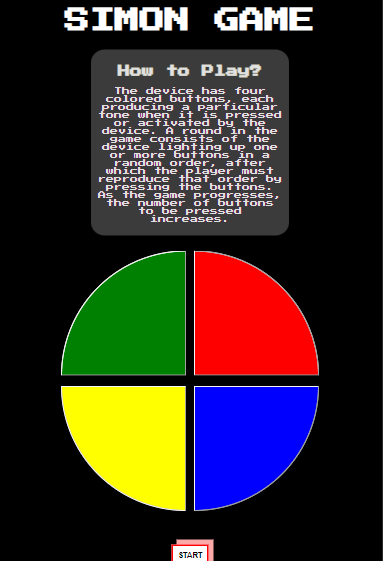 SIMON GAME
How to Play?
The device has four
colored buttons, each
producing a particular
tone when it is pressed
or activated by the
device. A round in the
game consists of the
device lighting up one
or more buttons in a
random order, after
which the player must
reproduce that order by
pressing the buttons.
As the game progresses,
the number of buttons
to be pressed
increases.
START